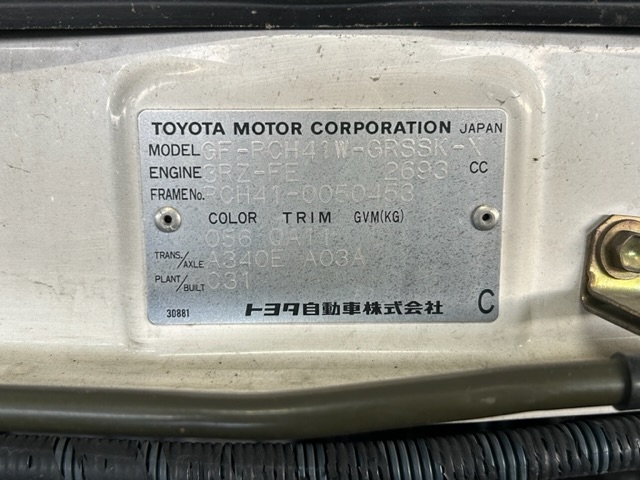 TOYOTA MOTOR CORPORATION JAPAN
MODEL GF-RCH41W-GRSSK-X
ENGINE 3RZ-FE 2693 CC
FRAME No. RCH41-0050453
COLOR TRIM GVM(KG)
QA11
TRANS./AXLE A340E A03A
PLANT/BUILT C31
30881 トヨタ自動車株式会社 C